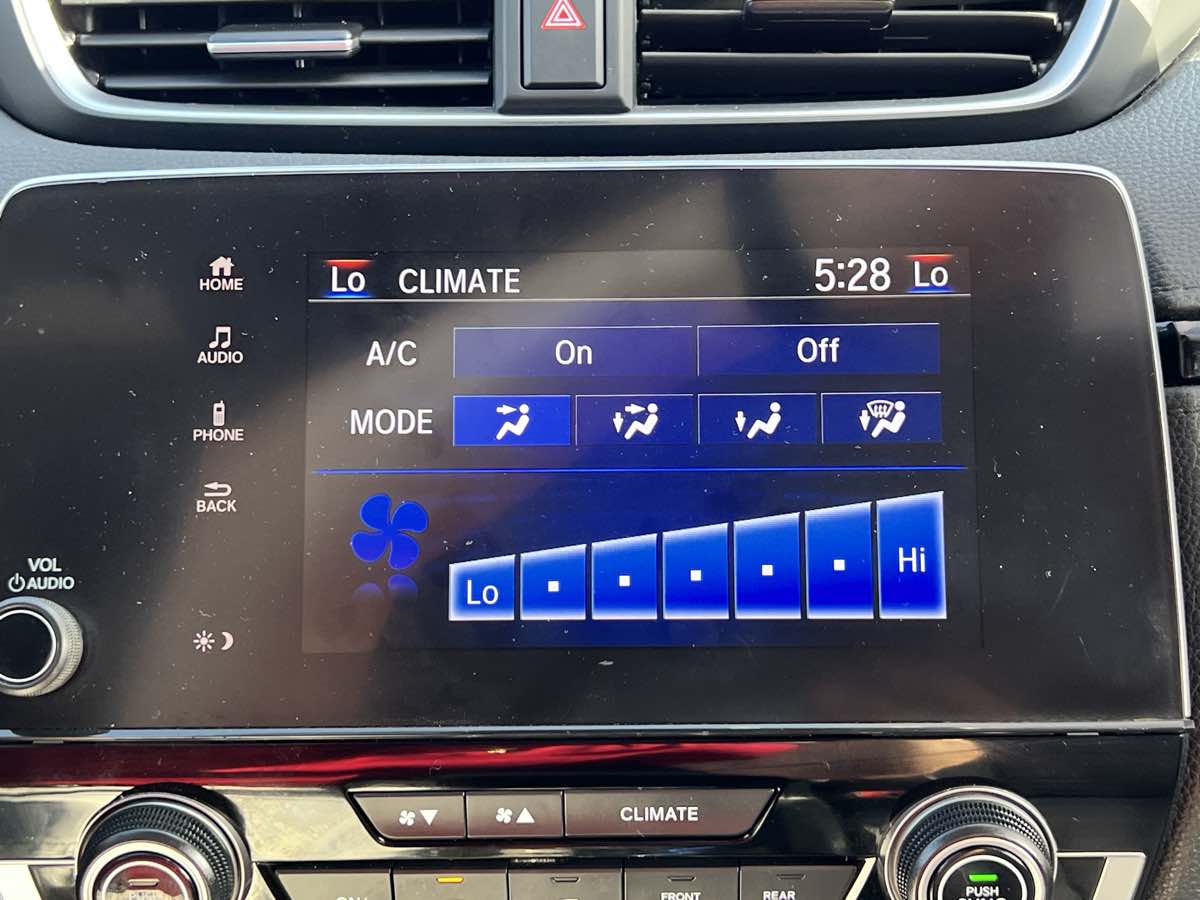 HOME
AUDIO
PHONE
BACK
VOL
AUDIO
Lo CLIMATE 5:28 Lo
A/C On Off
MODE
Lo Hi
CLIMATE
FRONT
REAR
PUSH